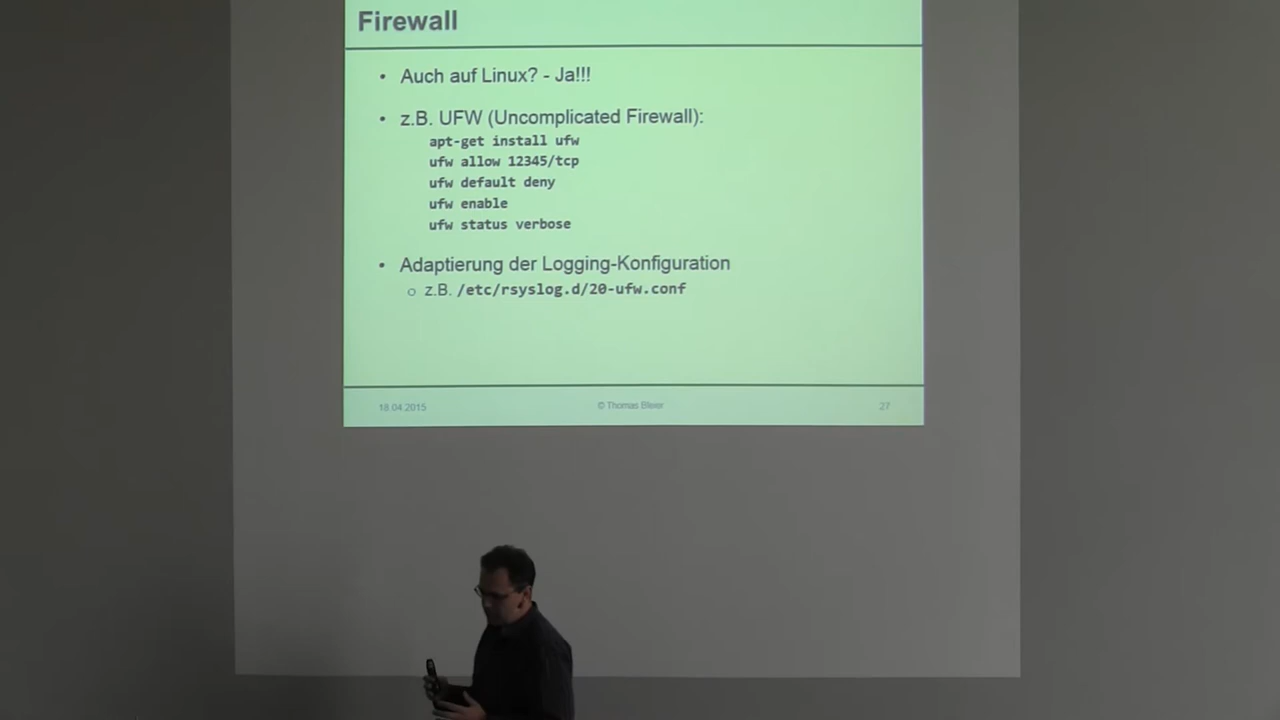 Firewall
• Auch auf Linux? - Ja!!!
• z.B. UFW (Uncomplicated Firewall):
apt-get install ufw
ufw allow 12345/tcp
ufw default deny
ufw enable
ufw status verbose
• Adaptierung der Logging-Konfiguration
○ z.B. /etc/rsyslog.d/20-ufw.conf
18.04.2015 © Thomas Bleier 27